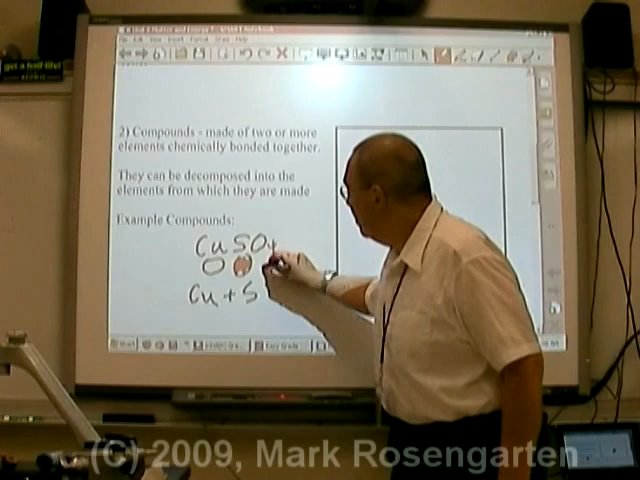 get a half-life!
2) Compounds - made of two or more
elements chemically bonded together.
They can be decomposed into the
elements from which they are made
Example Compounds:
CuSO4
Cu + S
Start
(C) 2009, Mark Rosengarten